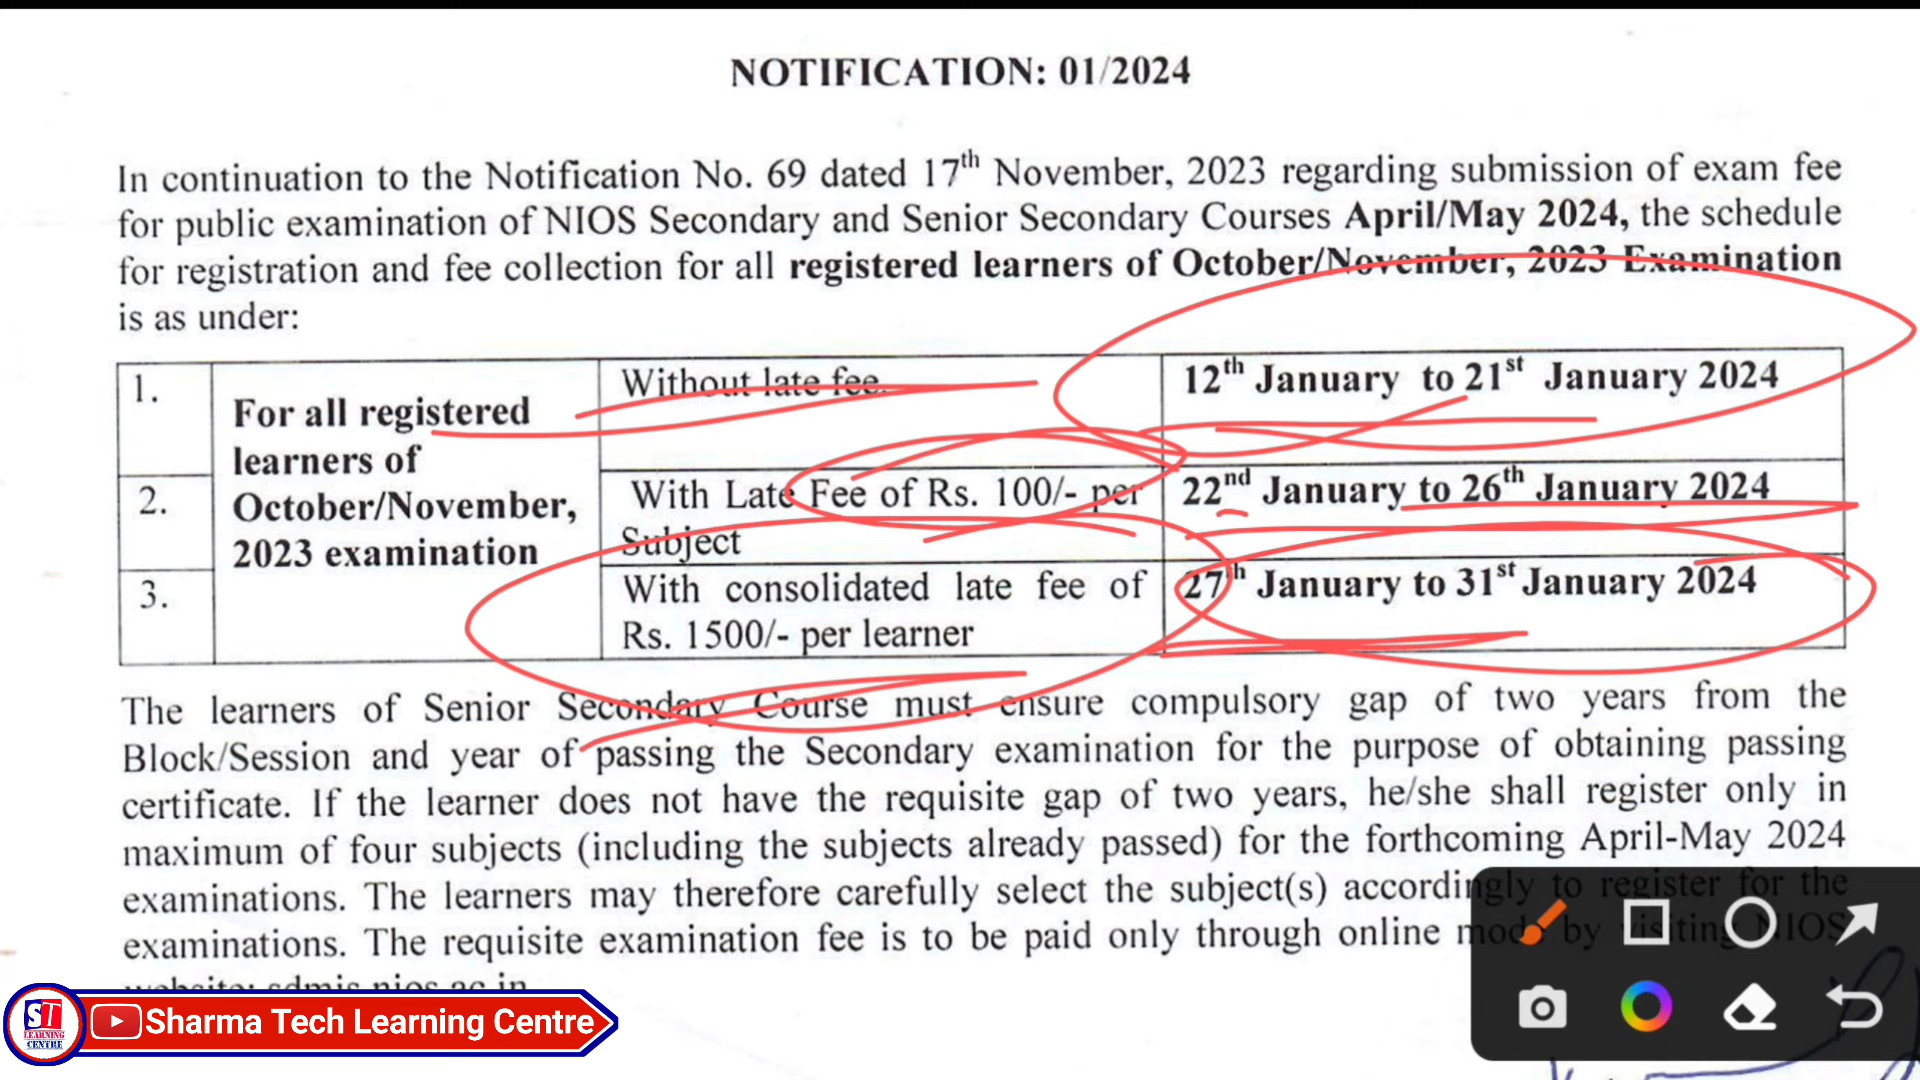 NOTIFICATION: 01/2024
In continuation to the Notification No. 69 dated 17th November, 2023 regarding submission of exam fee
for public examination of NIOS Secondary and Senior Secondary Courses April/May 2024, the schedule
for registration and fee collection for all registered learners of October/November, 2023 Examination
is as under:
1.
For all registered
learners of
October/November,
2023 examination
Without late fee.
12th January to 21st January 2024
2.
With Late Fee of Rs. 100/- per
Subject
22nd January to 26th January 2024
3.
With consolidated late fee of
Rs. 1500/- per learner
27th January to 31st January 2024
The learners of Senior Secondary Course must ensure compulsory gap of two years from the
Block/Session and year of passing the Secondary examination for the purpose of obtaining passing
certificate. If the learner does not have the requisite gap of two years, he/she shall register only in
maximum of four subjects (including the subjects already passed) for the forthcoming April-May 2024
examinations. The learners may therefore carefully select the subject(s) accordingly to register for the
examinations. The requisite examination fee is to be paid only through online mode by visiting NIOS
website: sdmis.nios.ac.in
ST
LEARNING
CENTRE
Sharma Tech Learning Centre